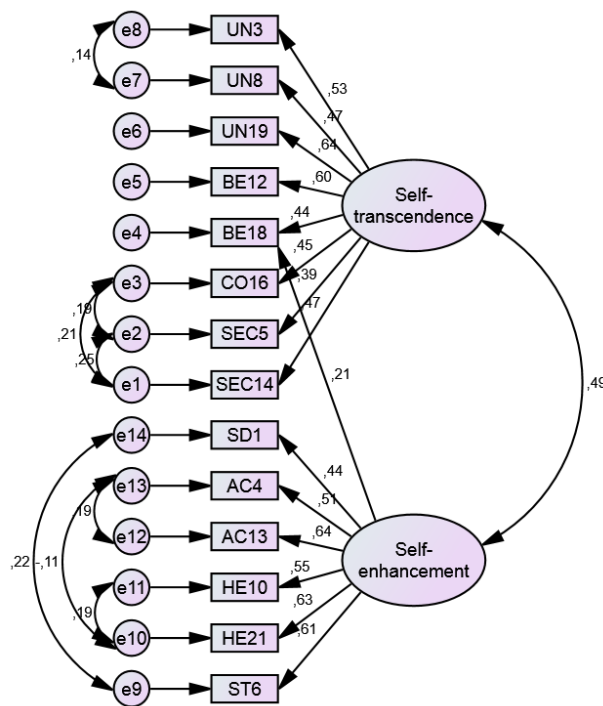 e8
UN3
,14
,53
e7
UN8
,47
e6
UN19
,64
e5
BE12
,60
Self-
transcendence
e4
BE18
,44
,45
e3
CO16
,39
,19
,47
,21
e2
SEC5
,25
e1
SEC14
,21
,49
e14
SD1
,44
e13
AC4
,51
,19
e12
AC13
,64
Self-
enhancement
,22
-,11
e11
HE10
,55
,63
,19
e10
HE21
,61
e9
ST6